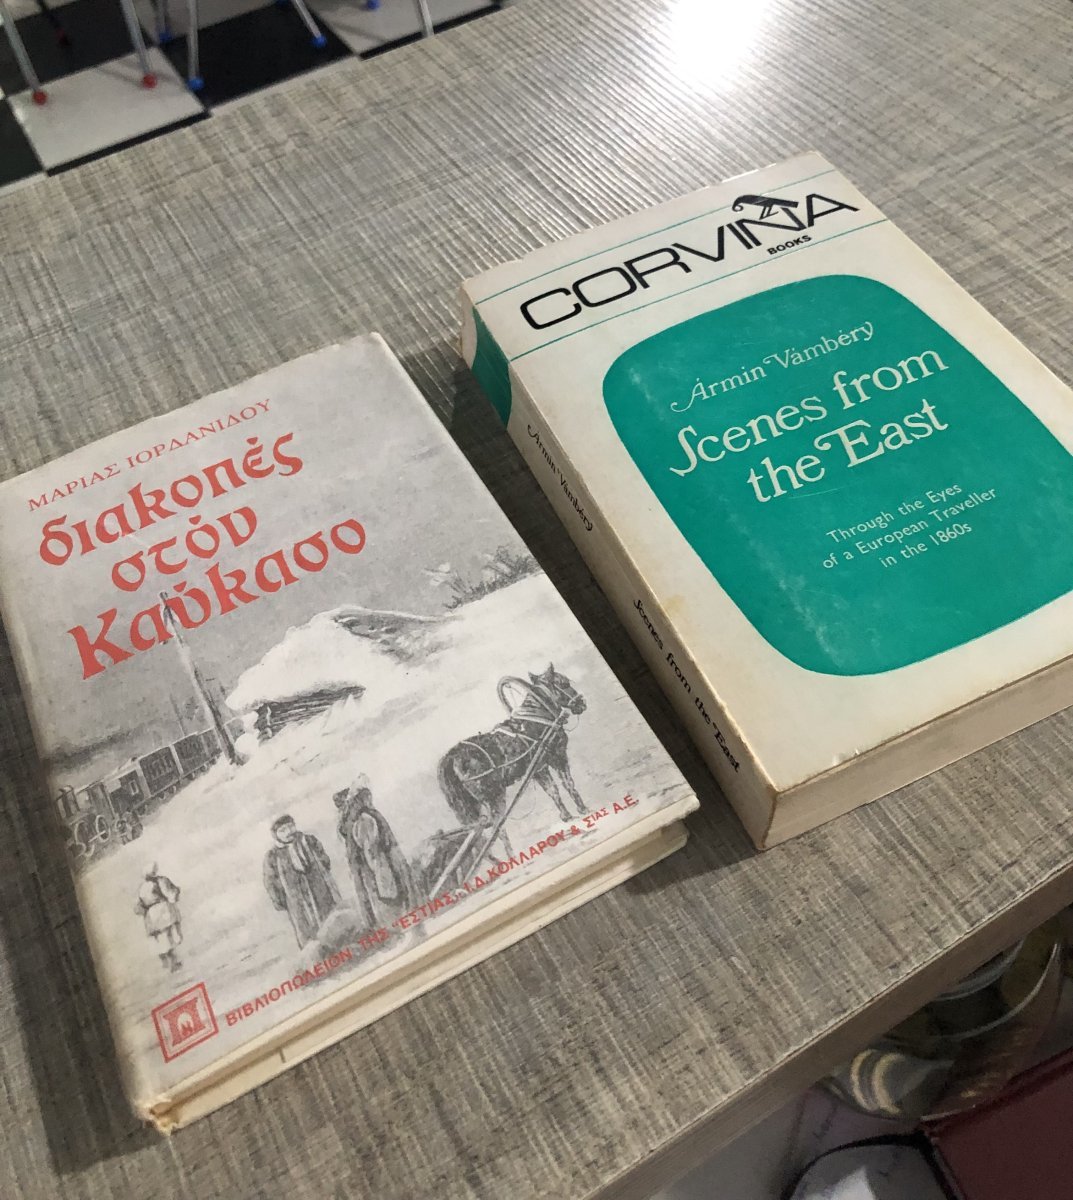 ΜΑΡΙΑΣ ΙΟΡΔΑΝΙΔΟΥ
διακοπὲς
στὸν
Καύκασο
ΒΙΒΛΙΟΠΩΛΕΙΟΝ ΤΗΣ "ΕΣΤΙΑΣ" Ι.Δ. ΚΟΛΛΑΡΟΥ & ΣΙΑΣ Α.Ε.
CORVINA
BOOKS
Ármin Vámbéry
Scenes from
the East
Through the Eyes
of a European Traveller
in the 1860s
Ármin Vámbéry
Scenes from the East